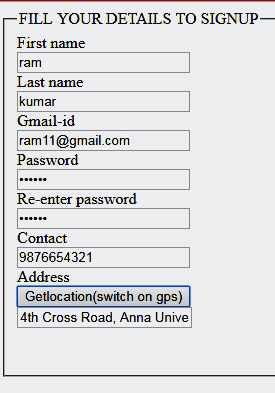 FILL YOUR DETAILS TO SIGNUP
First name
ram
Last name
kumar
Gmail-id
ram11@gmail.com
Password
••••••
Re-enter password
••••••
Contact
9876654321
Address
Getlocation(switch on gps)
4th Cross Road, Anna Unive